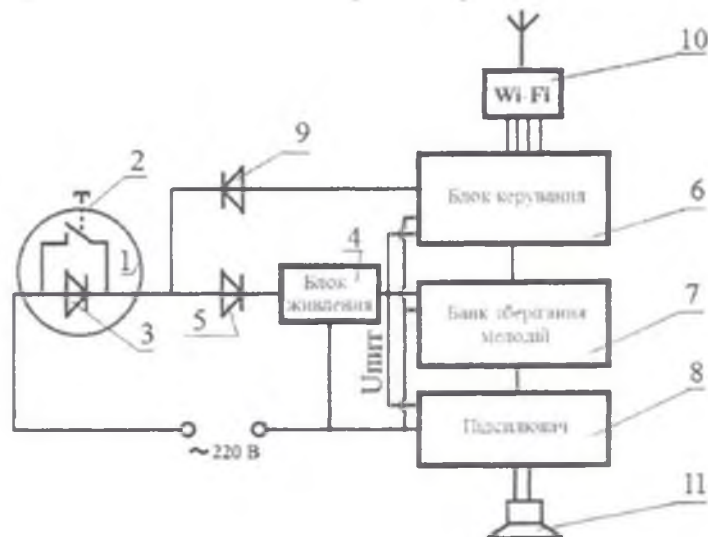 10
Wi-Fi
9
2
Блок керування
6
1
4
Блок
живлення
Банк зберігання
мелодій
7
3
5
Uпит
8
Підсилювач
~220 В
11